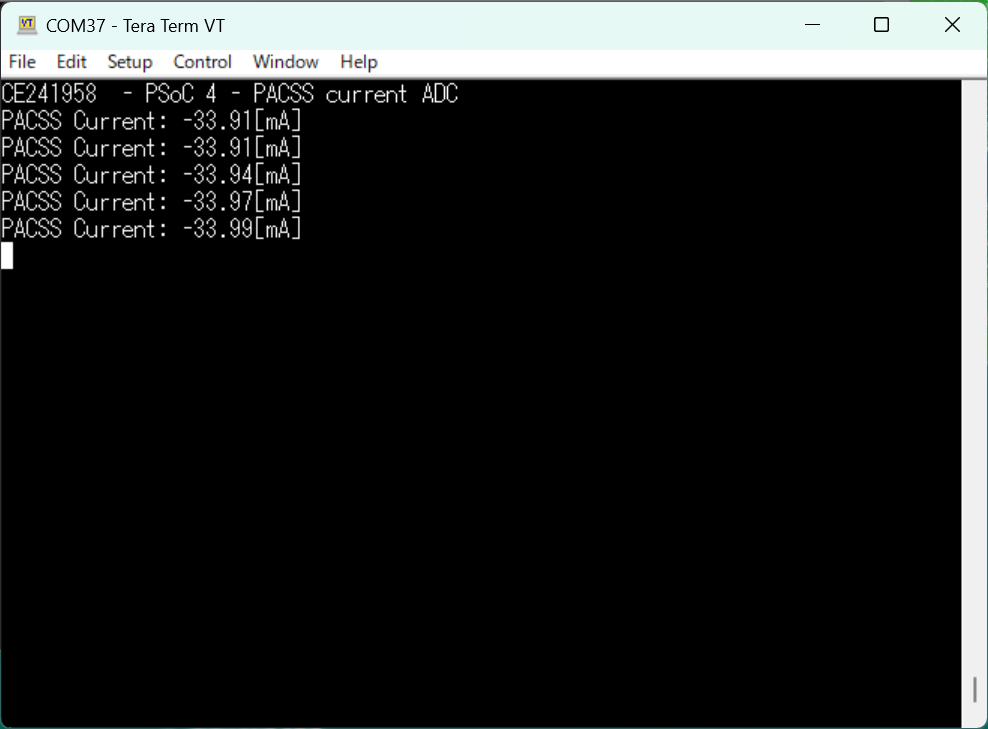 COM37 - Tera Term VT
File Edit Setup Control Window Help
CE241958  - PSoC 4 - PACSS current ADC
PACSS Current: -33.91[mA]
PACSS Current: -33.91[mA]
PACSS Current: -33.94[mA]
PACSS Current: -33.97[mA]
PACSS Current: -33.99[mA]